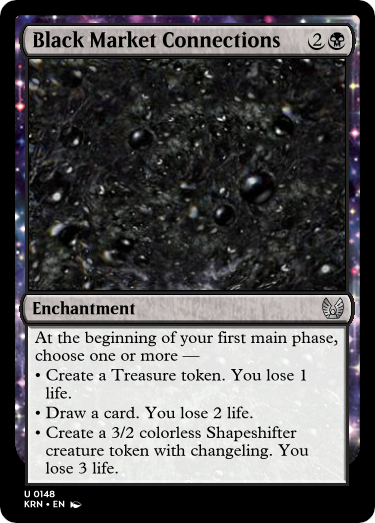 Black Market Connections 2
Enchantment
At the beginning of your first main phase,
choose one or more —
• Create a Treasure token. You lose 1
life.
• Draw a card. You lose 2 life.
• Create a 3/2 colorless Shapeshifter
creature token with changeling. You
lose 3 life.
U 0148
KRN • EN